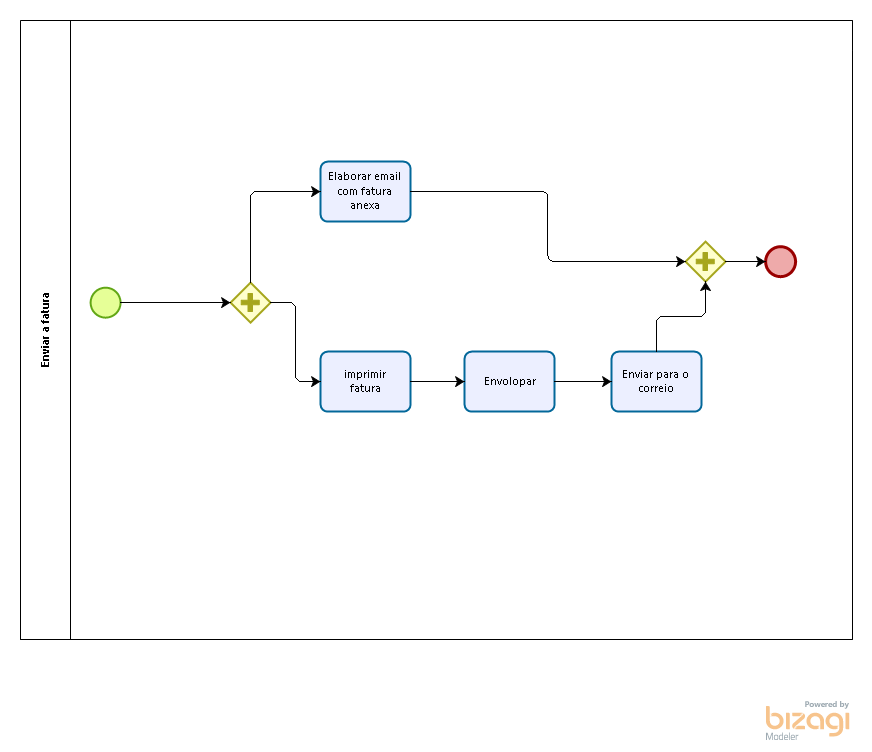 Enviar a fatura
Elaborar email
com fatura
anexa
imprimir
fatura
Envolopar
Enviar para o
correio
Powered by
bizagi
Modeler